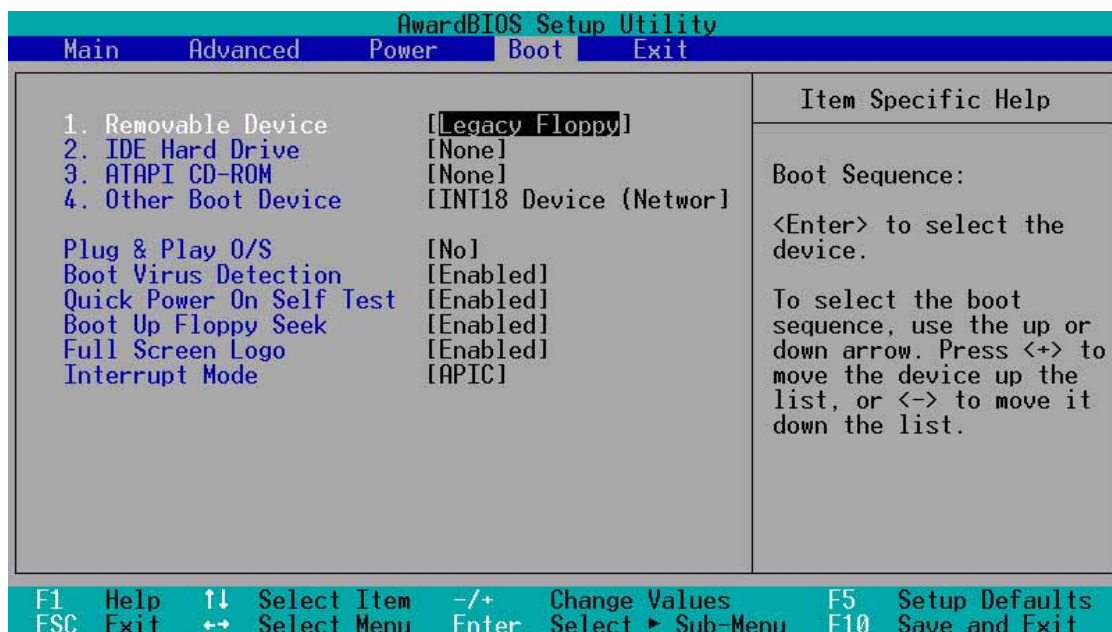 AwardBIOS Setup Utility
Main Advanced Power Boot Exit
1. Removable Device [Legacy Floppy]
2. IDE Hard Drive [None]
3. ATAPI CD-ROM [None]
4. Other Boot Device [INT18 Device (Networ]
Plug & Play O/S [No]
Boot Virus Detection [Enabled]
Quick Power On Self Test [Enabled]
Boot Up Floppy Seek [Enabled]
Full Screen Logo [Enabled]
Interrupt Mode [APIC]
Item Specific Help
Boot Sequence:
<Enter> to select the
device.
To select the boot
sequence, use the up or
down arrow. Press <+> to
move the device up the
list, or <-> to move it
down the list.
F1 Help ↑↓ Select Item -/+ Change Values F5 Setup Defaults
ESC Exit ←→ Select Menu Enter Select ► Sub-Menu F10 Save and Exit